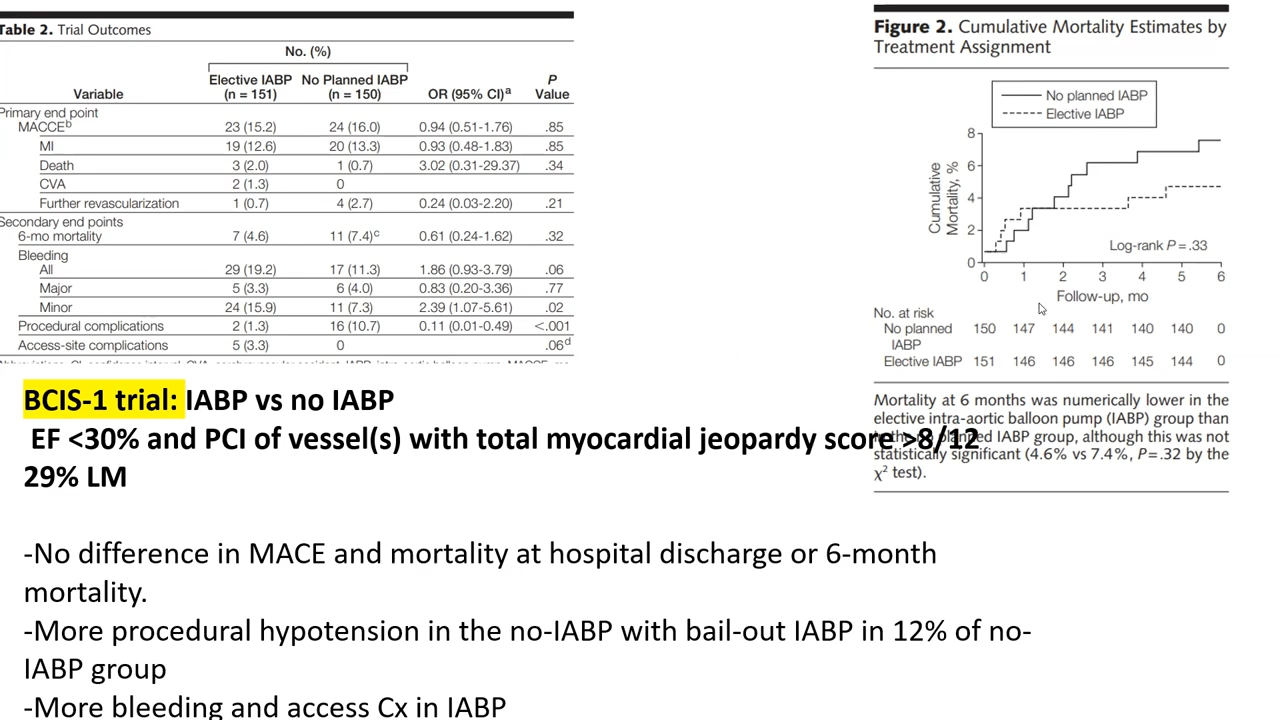 Table 2. Trial Outcomes
No. (%)
Elective IABP No Planned IABP P
Variable (n = 151) (n = 150) OR (95% CI)a Value
Primary end point
MACCEb 23 (15.2) 24 (16.0) 0.94 (0.51-1.76) .85
MI 19 (12.6) 20 (13.3) 0.93 (0.48-1.83) .85
Death 3 (2.0) 1 (0.7) 3.02 (0.31-29.37) .34
CVA 2 (1.3) 0
Further revascularization 1 (0.7) 4 (2.7) 0.24 (0.03-2.20) .21
Secondary end points
6-mo mortality 7 (4.6) 11 (7.4)c 0.61 (0.24-1.62) .32
Bleeding
All 29 (19.2) 17 (11.3) 1.86 (0.93-3.79) .06
Major 5 (3.3) 6 (4.0) 0.83 (0.20-3.36) .77
Minor 24 (15.9) 11 (7.3) 2.39 (1.07-5.61) .02
Procedural complications 2 (1.3) 16 (10.7) 0.11 (0.01-0.49) <.001
Access-site complications 5 (3.3) 0 .06d
Figure 2. Cumulative Mortality Estimates by
Treatment Assignment
No planned IABP
Elective IABP
8
6
4
2
0
Cumulative
Mortality, %
Log-rank P = .33
0 1 2 3 4 5 6
Follow-up, mo
No. at risk
No planned 150 147 144 141 140 140 0
IABP
Elective IABP 151 146 146 146 145 144 0
Mortality at 6 months was numerically lower in the
elective intra-aortic balloon pump (IABP) group than
planned IABP group, although this was not
statistically significant (4.6% vs 7.4%, P=.32 by the
χ2 test).
BCIS-1 trial: IABP vs no IABP
EF <30% and PCI of vessel(s) with total myocardial jeopardy score >8/12
29% LM
-No difference in MACE and mortality at hospital discharge or 6-month
mortality.
-More procedural hypotension in the no-IABP with bail-out IABP in 12% of no-
IABP group
-More bleeding and access Cx in IABP